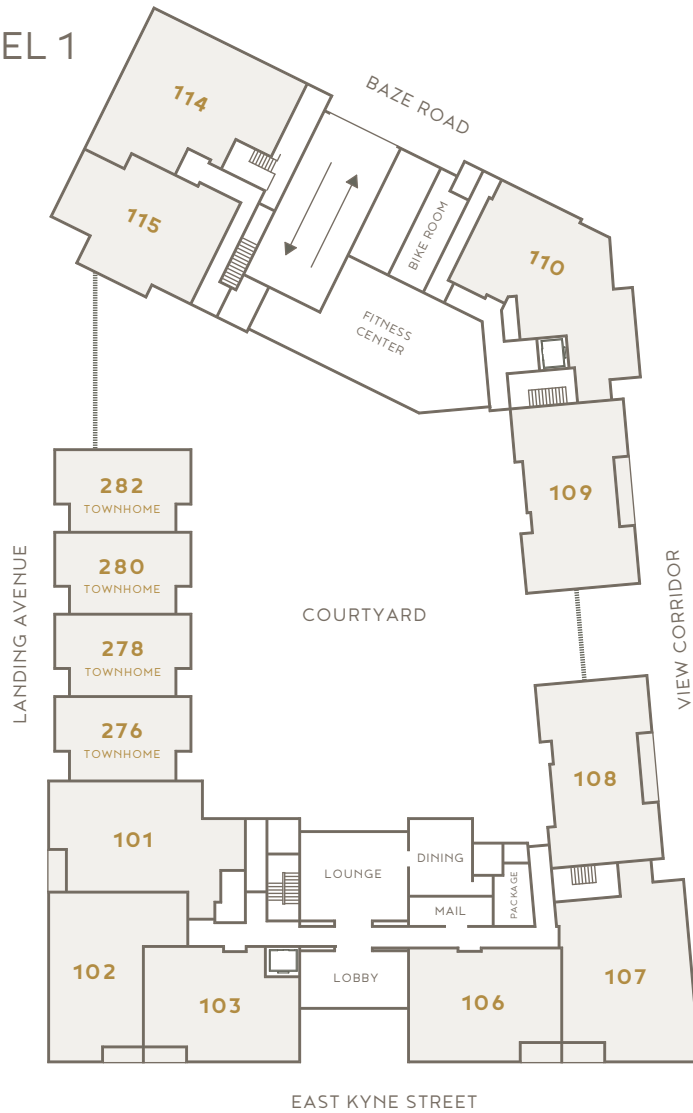 EL 1
BAZE ROAD
114
115
BIKE ROOM
110
FITNESS
CENTER
109
282
TOWNHOME
280
TOWNHOME
278
TOWNHOME
276
TOWNHOME
LANDING AVENUE
COURTYARD
VIEW CORRIDOR
108
101
LOUNGE
DINING
MAIL
PACKAGE
102
103
LOBBY
106
107
EAST KYNE STREET